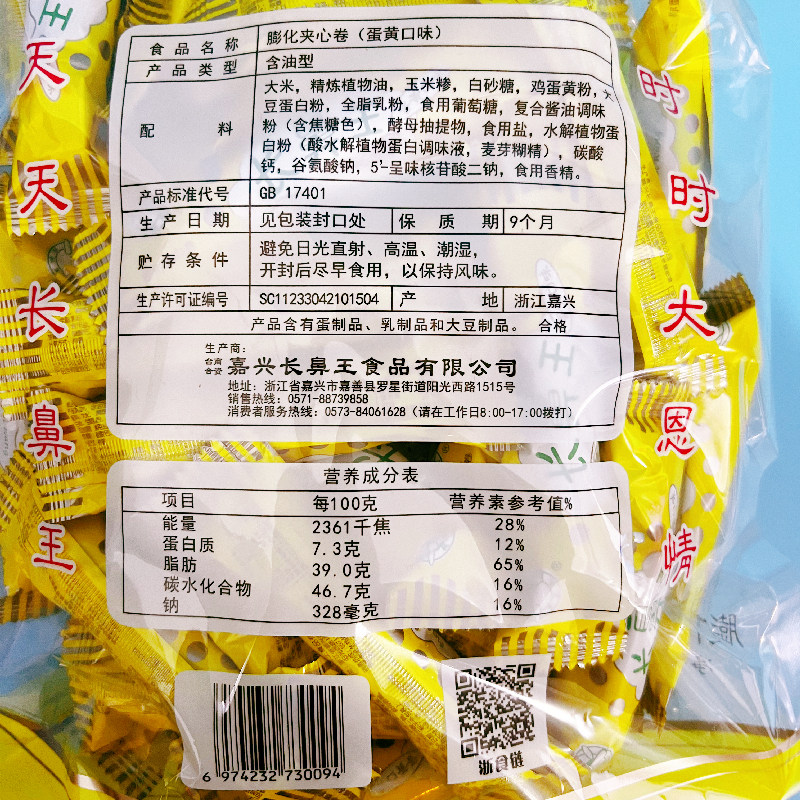 天天长鼻王
时时大恩情
食品名称 膨化夹心卷（蛋黄口味）
产品类型 含油型
配料 大米，精炼植物油，玉米糁，白砂糖，鸡蛋黄粉，大
豆蛋白粉，全脂乳粉，食用葡萄糖，复合酱油调味
粉（含焦糖色），酵母抽提物，食用盐，水解植物蛋
白粉（酸水解植物蛋白调味液，麦芽糊精），碳酸
钙，谷氨酸钠，5'-呈味核苷酸二钠，食用香精。
产品标准代号 GB 17401
生产日期 见包装封口处 保质期 9个月
贮存条件 避免日光直射、高温、潮湿，
开封后尽早食用，以保持风味。
生产许可证编号 SC11233042101504 产地 浙江嘉兴
产品含有蛋制品、乳制品和大豆制品。 合格
生产商：
台商合资 嘉兴长鼻王食品有限公司
地址：浙江省嘉兴市嘉善县罗星街道阳光西路1515号
销售热线：0571-88739858
消费者服务热线：0573-84061628（请在工作日8:00-17:00拨打）
营养成分表
项目 每100克 营养素参考值%
能量 2361千焦 28%
蛋白质 7.3克 12%
脂肪 39.0克 65%
碳水化合物 46.7克 16%
钠 328毫克 16%
6 974232 730094
浙食链